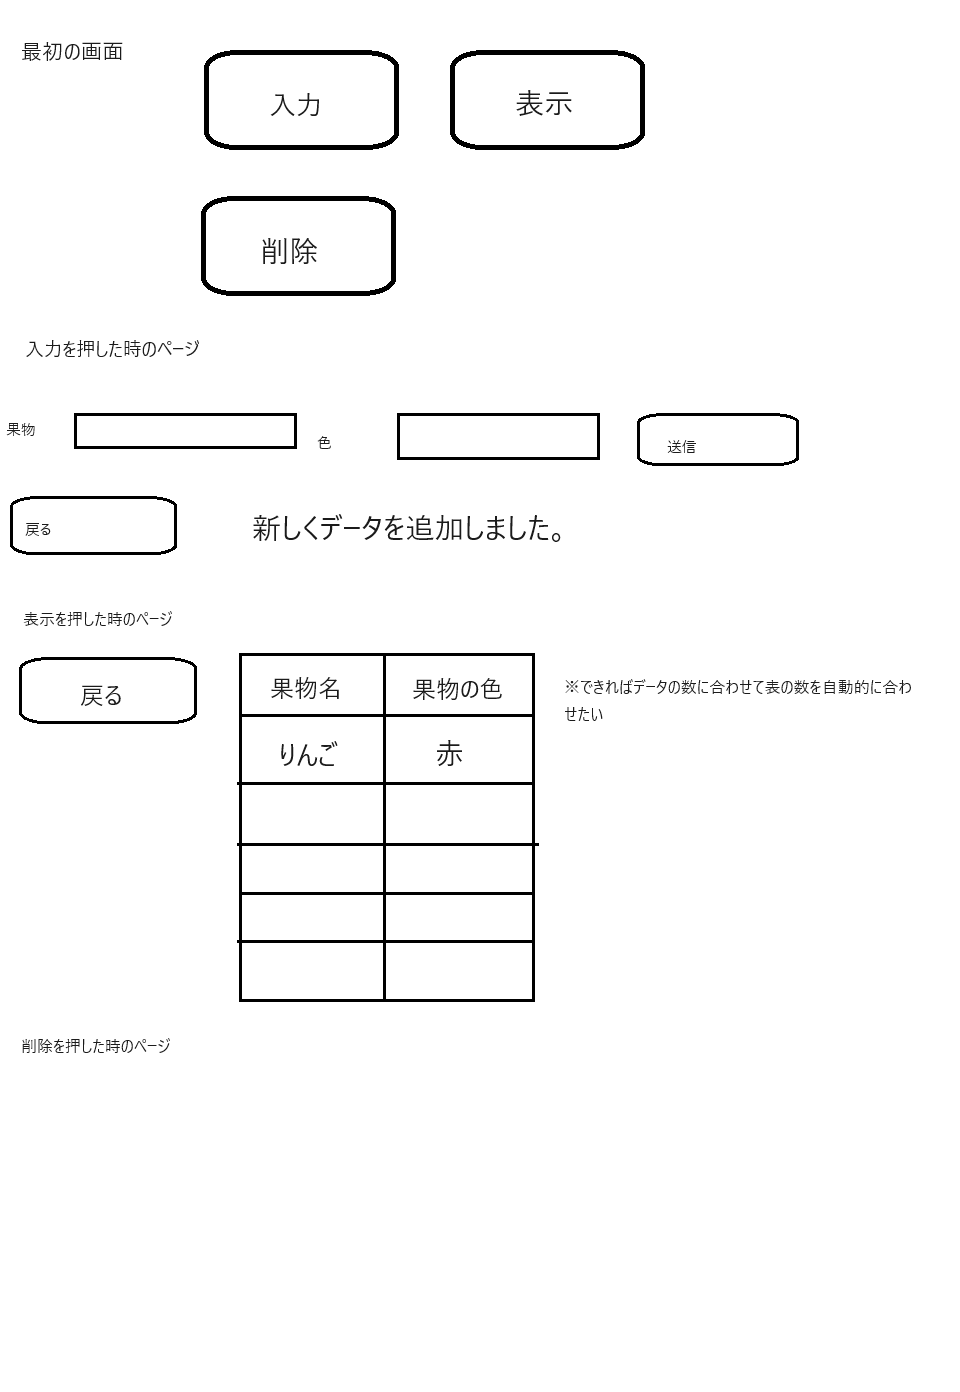 最初の画面
入力
表示
削除
入力を押した時のページ
果物
色
送信
戻る
新しくデータを追加しました。
表示を押した時のページ
戻る
果物名
果物の色
※できればデータの数に合わせて表の数を自動的に合わ
せたい
りんご
赤
削除を押した時のページ